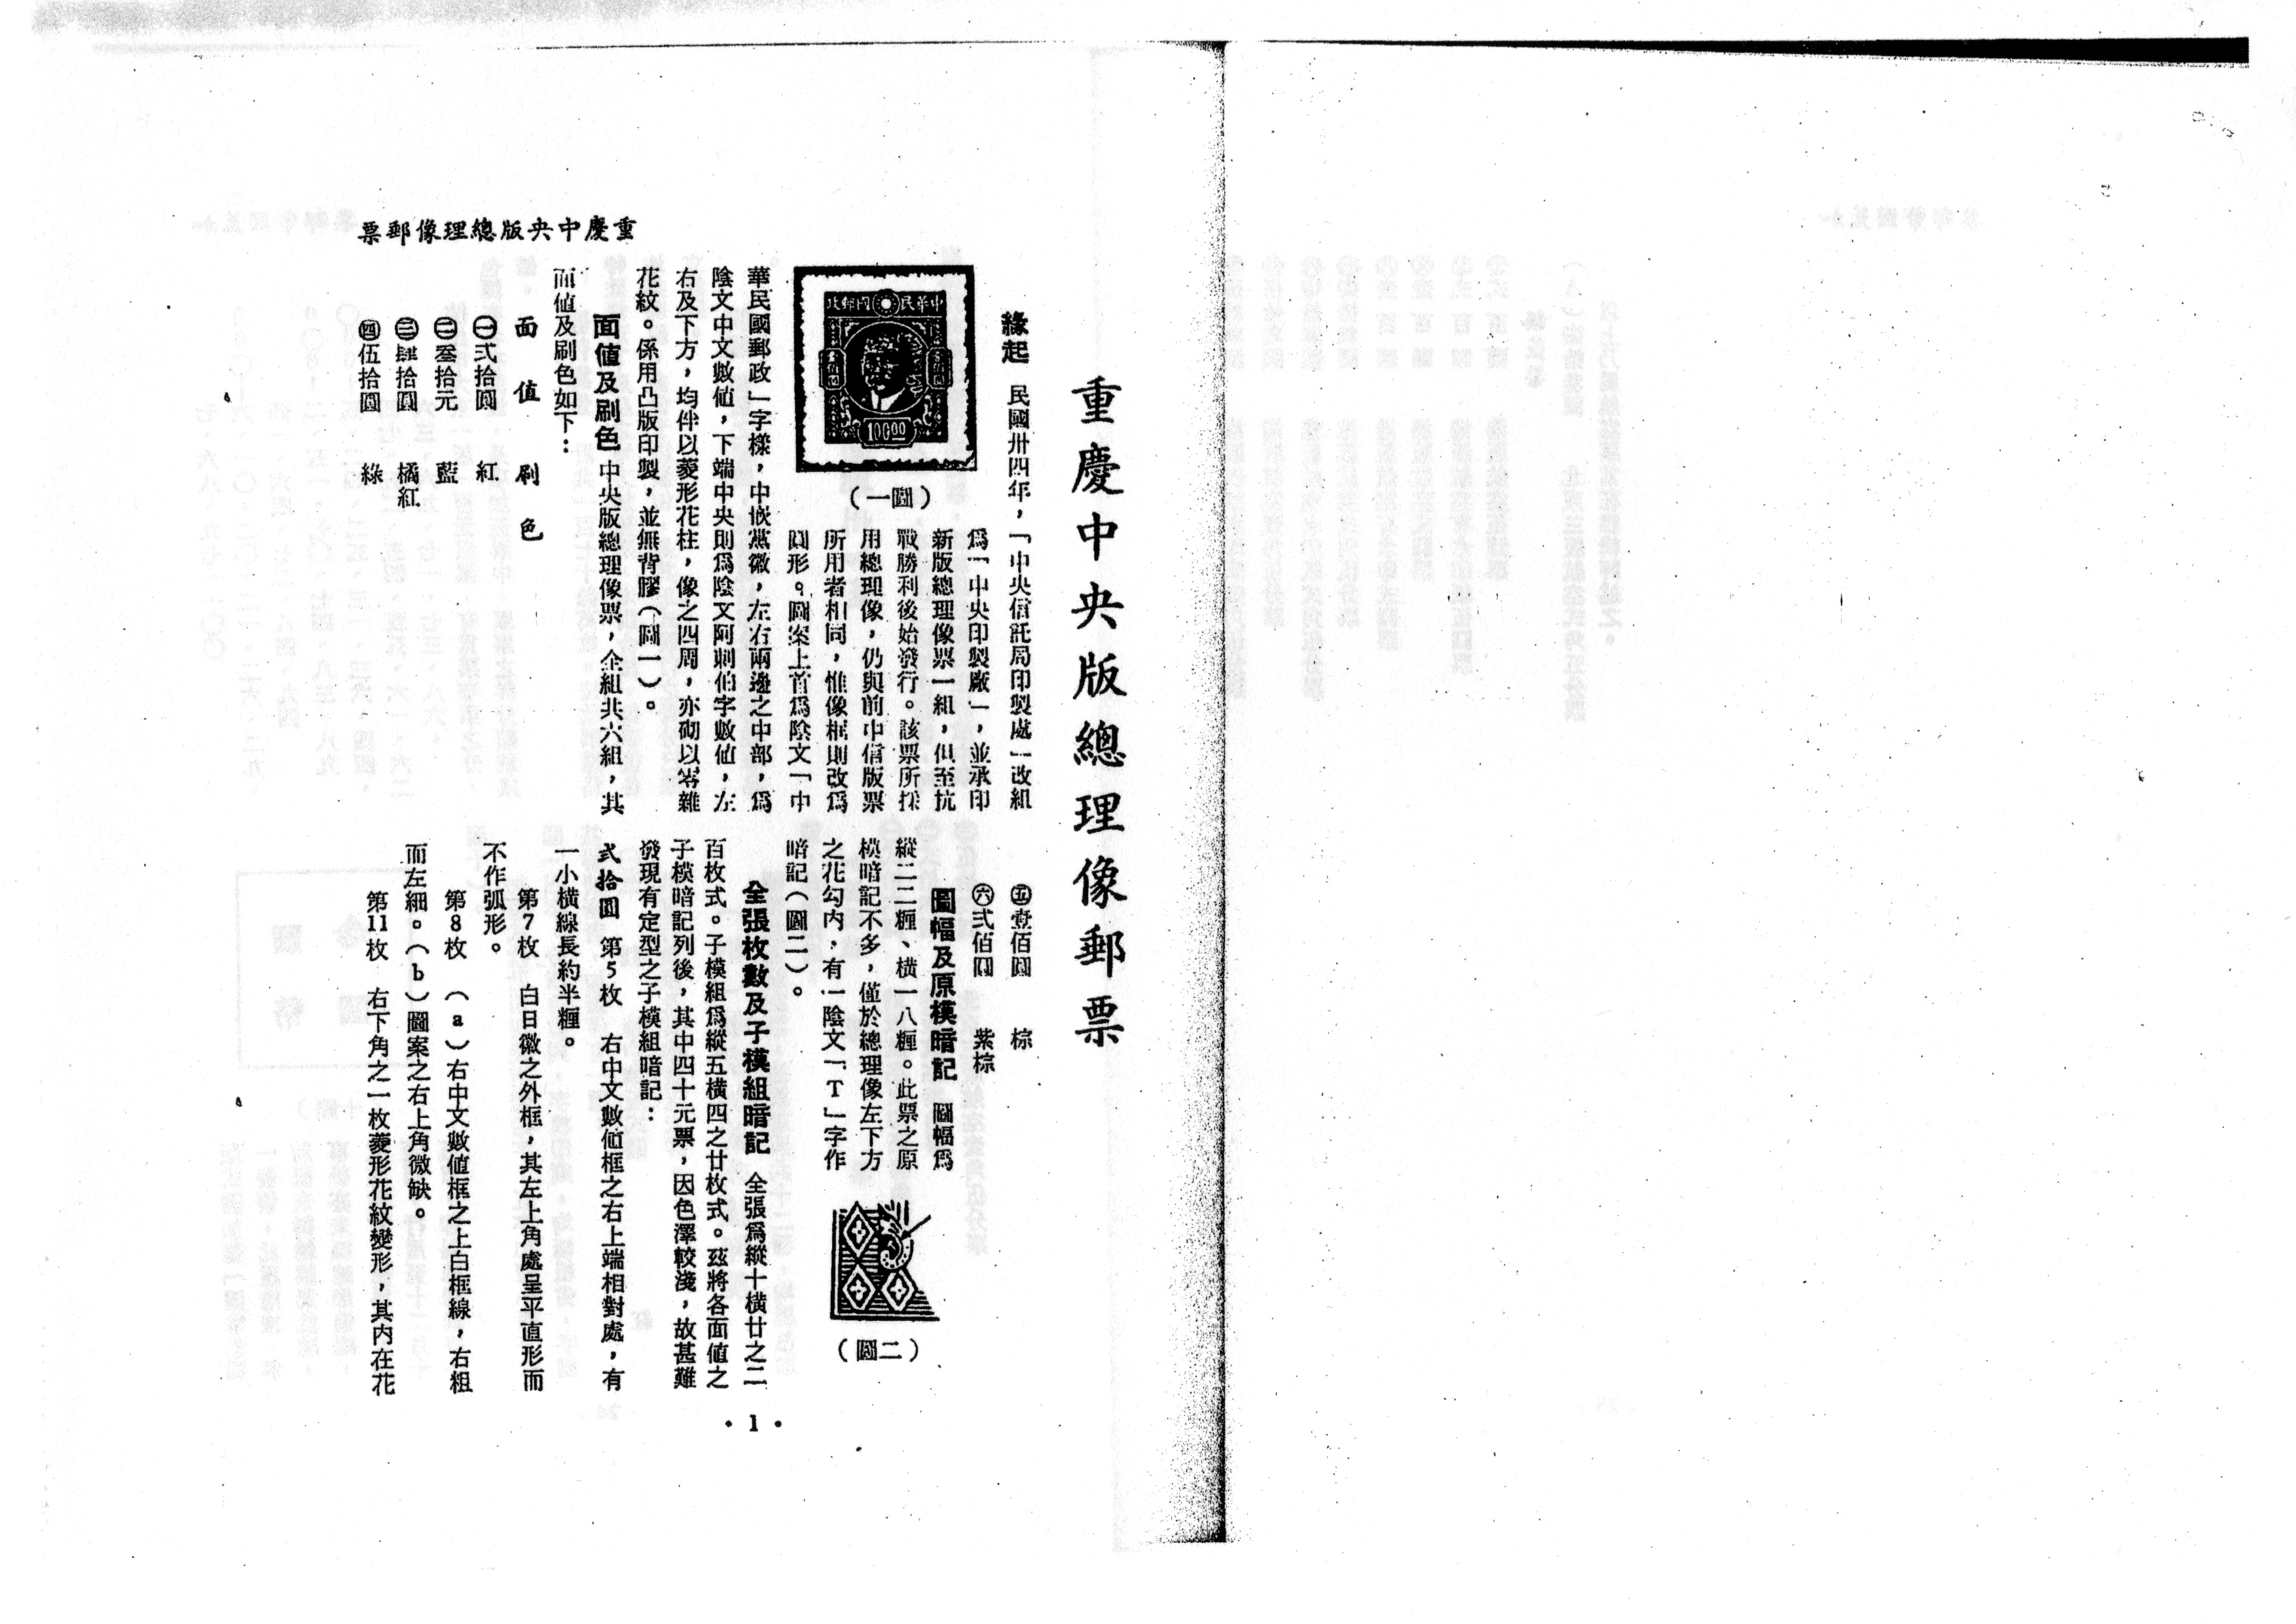 重慶中央版總理像郵票
重慶中央版總理像郵票
緣起　民國卅四年，「中央信託局印製處」改組
爲「中央印製廠」，並承印
新版總理像票一組，但至抗
戰勝利後始發行。該票所採
用總理像，仍與前中信版票
所用者相同，惟像框則改爲
圓形。圖案上首爲陰文「中
華民國郵政」字樣，中嵌黨徽，左右兩邊之中部，爲
陰文中文數值，下端中央則爲陰文阿剌伯字數值，左
右及下方，均伴以菱形花柱，像之四周，亦砌以零雜
花紋。係用凸版印製，並無背膠（圖一）。
中華民國郵政
100 00
（圖一）
面值及刷色　中央版總理像票，全組共六組，其
面値及刷色如下：
面值　刷色
㊀弍拾圓　紅
㊁叁拾元　藍
㊂肆拾圓　橘紅
㊃伍拾圓　綠
㊄壹佰圓　棕
㊅弍佰圓　紫棕
圖幅及原模暗記　圖幅爲
縱二二糎、橫一八糎。此票之原
模暗記不多，僅於總理像左下方
之花勾內，有一陰文「T」字作
暗記（圖二）。
（圖二）
全張枚數及子模組暗記　全張爲縱十橫廿之二
百枚式。子模組爲縱五橫四之廿枚式。茲將各面値之
子模暗記列後，其中四十元票，因色澤較淺，故甚難
發現有定型之子模組暗記：
弍拾圓　第5枚　右中文數値框之右上端相對處，有
一小橫線長約半糎。
第7枚　白日徽之外框，其左上角處呈平直形而
不作弧形。
第8枚　（a）右中文數値框之上白框線，右粗
而左細。（b）圖案之右上角微缺。
第11枚　右下角之一枚菱形花紋變形，其內在花
・1・